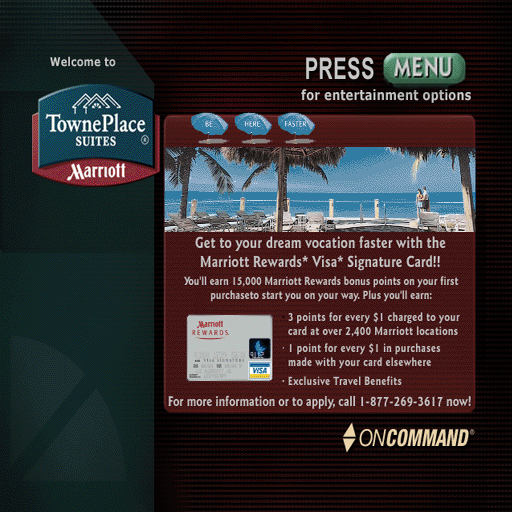 Welcome to
TownePlace
SUITES ®
Marriott
PRESS MENU
for entertainment options
BE HERE FASTER
Get to your dream vocation faster with the
Marriott Rewards* Visa* Signature Card!!
You'll earn 15,000 Marriott Rewards bonus points on your first
purchaseto start you on your way. Plus you'll earn:
Marriott
REWARDS.
VISA
· 3 points for every $1 charged to your
card at over 2,400 Marriott locations
· 1 point for every $1 in purchases
made with your card elsewhere
· Exclusive Travel Benefits
For more information or to apply, call 1-877-269-3617 now!
ONCOMMAND®